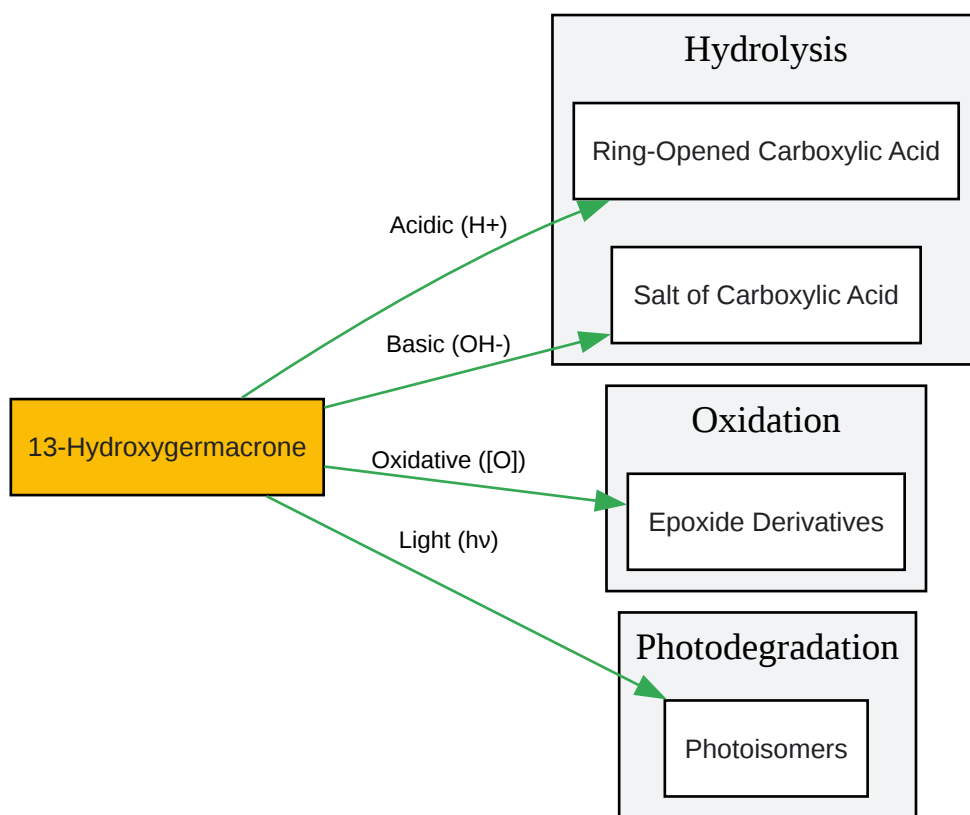 Hydrolysis
Ring-Opened Carboxylic Acid
Acidic (H+)
Salt of Carboxylic Acid
Basic (OH-)
13-Hydroxygermacrone
Oxidation
Oxidative ([O])
Epoxide Derivatives
Light (hν)
Photodegradation
Photoisomers